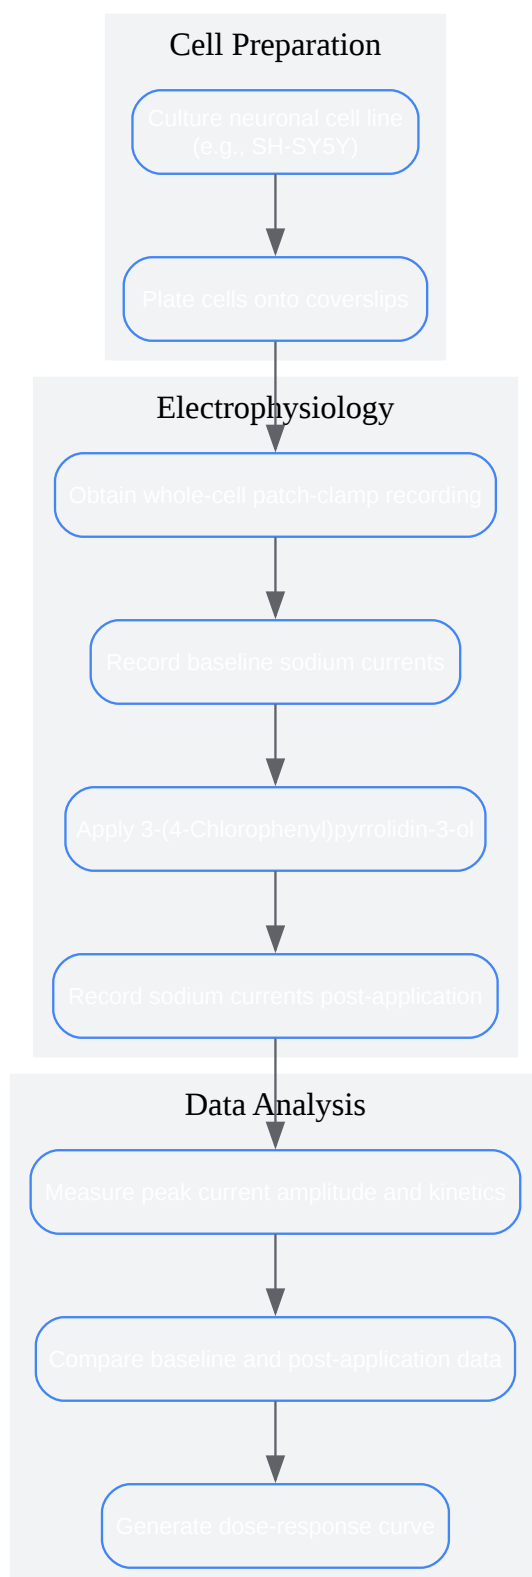 Cell Preparation
Culture neuronal cell line
(e.g., SH-SY5Y)
Plate cells onto coverslips
Electrophysiology
Obtain whole-cell patch-clamp recording
Record baseline sodium currents
Apply 3-(4-Chlorophenyl)pyrrolidin-3-ol
Record sodium currents post-application
Data Analysis
Measure peak current amplitude and kinetics
Compare baseline and post-application data
Generate dose-response curve